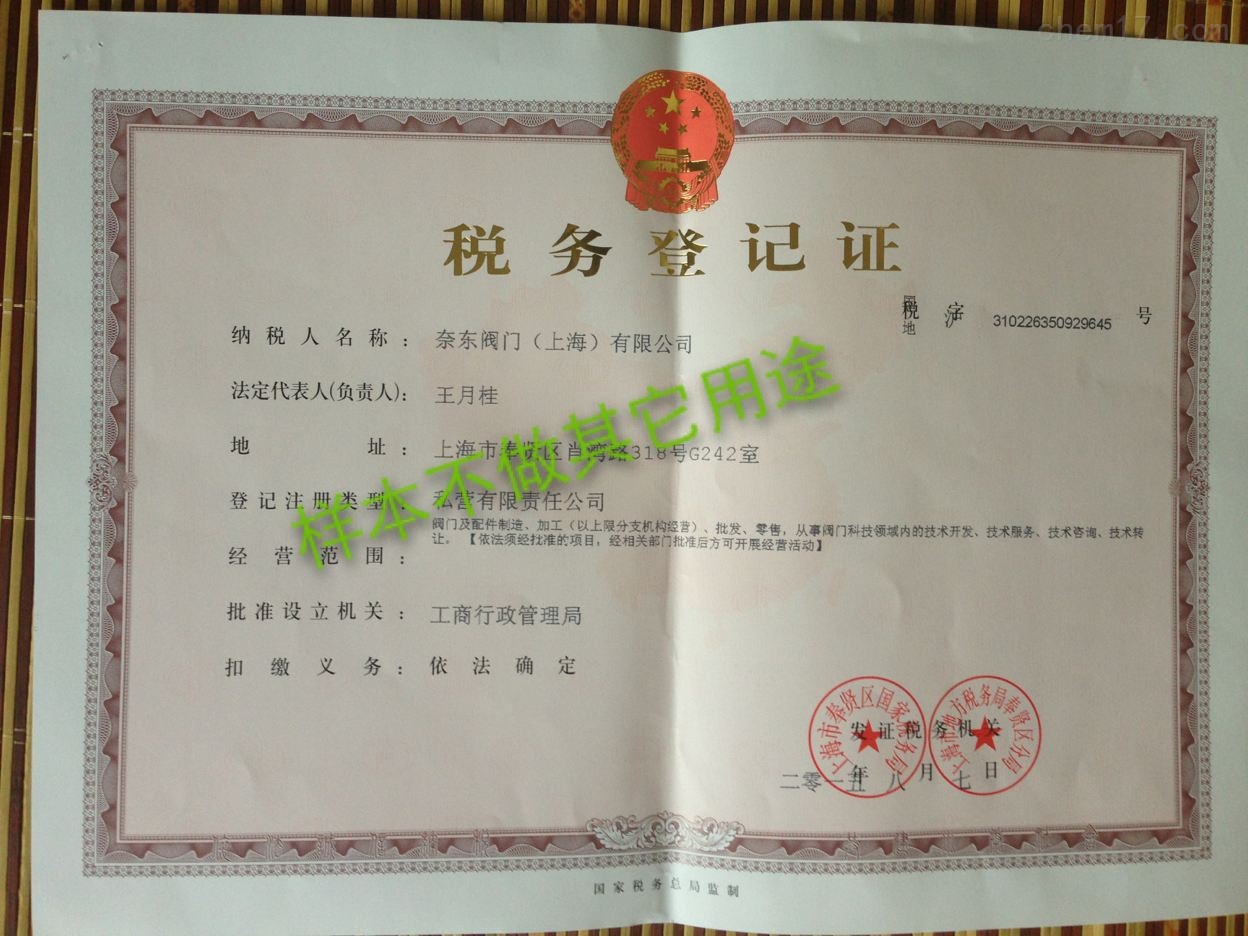 chem17.com
税务登记证
国
税 字
地 沪 310226350929645 号
纳税人名称：奈东阀门（上海）有限公司
法定代表人(负责人)：王月桂
地址：上海市奉贤区肖湾路318号G242室
登记注册类型：私营有限责任公司
经营范围：阀门及配件制造、加工（以上限分支机构经营）、批发、零售，从事阀门科技领域内的技术开发、技术服务、技术咨询、技术转
让。【依法须经批准的项目，经相关部门批准后方可开展经营活动】
批准设立机关：工商行政管理局
扣缴义务：依法确定
样本不做其它用途
上海市奉贤区国家税务局
上海市地方税务局奉贤区分局
发证税务机关
二零一五年八月七日
国家税务总局监制